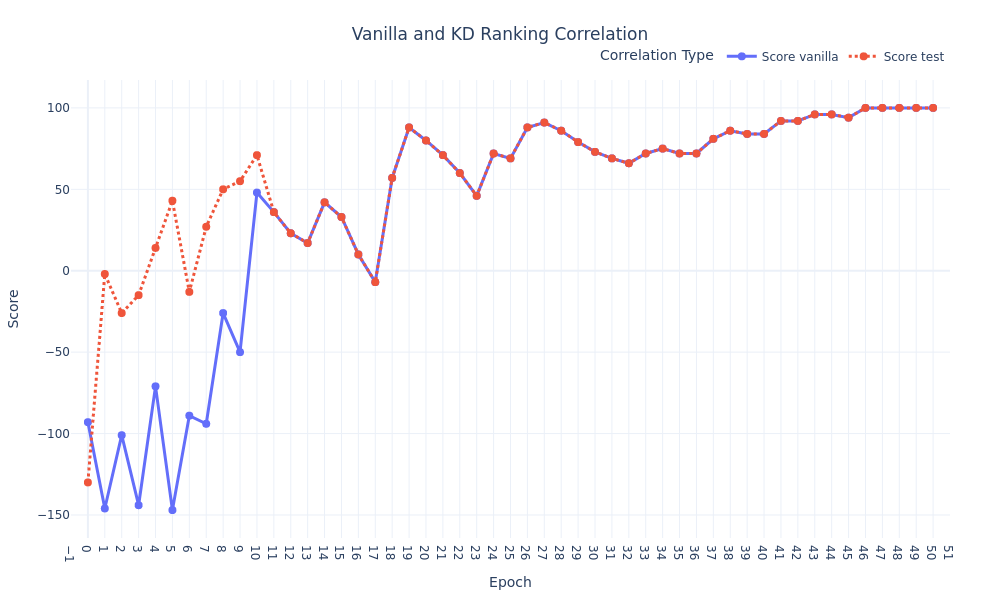 Vanilla and KD Ranking Correlation
Correlation Type Score vanilla Score test
100
50
0
−50
−100
−150
Score
−1 0 1 2 3 4 5 6 7 8 9 10 11 12 13 14 15 16 17 18 19 20 21 22 23 24 25 26 27 28 29 30 31 32 33 34 35 36 37 38 39 40 41 42 43 44 45 46 47 48 49 50 51
Epoch